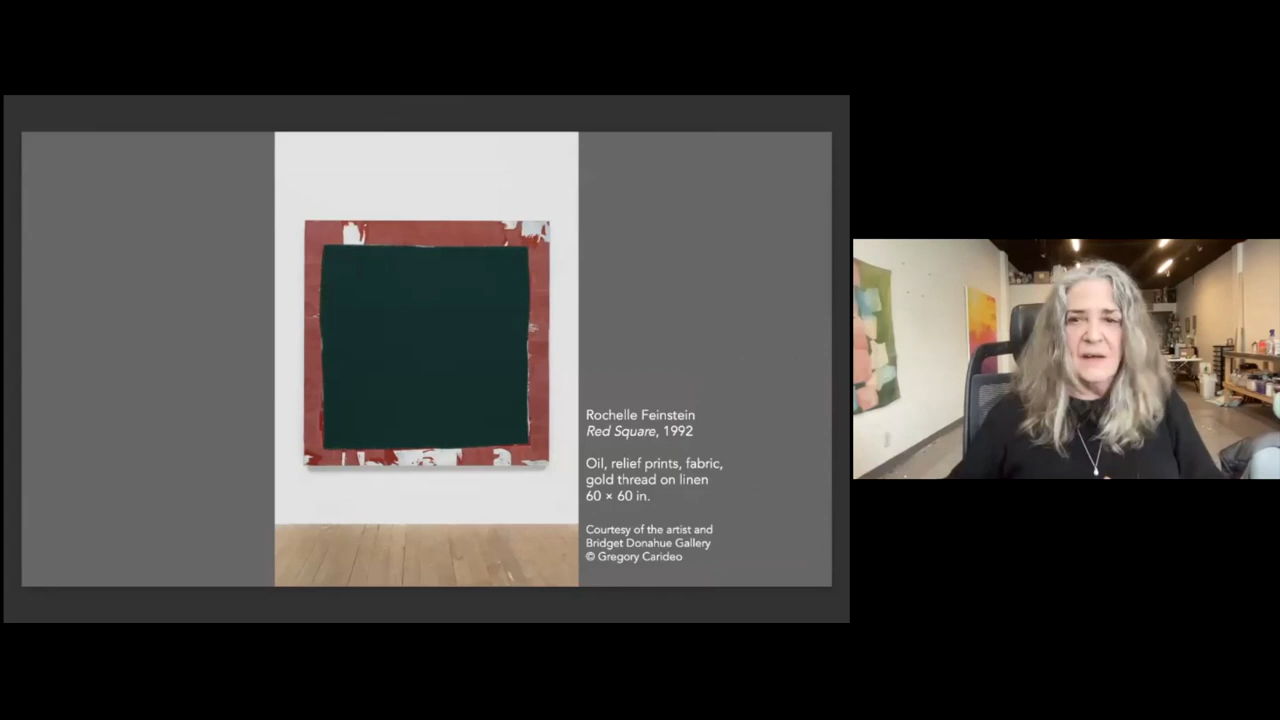 Rochelle Feinstein
Red Square, 1992
Oil, relief prints, fabric,
gold thread on linen
60 × 60 in.
Courtesy of the artist and
Bridget Donahue Gallery
© Gregory Carideo